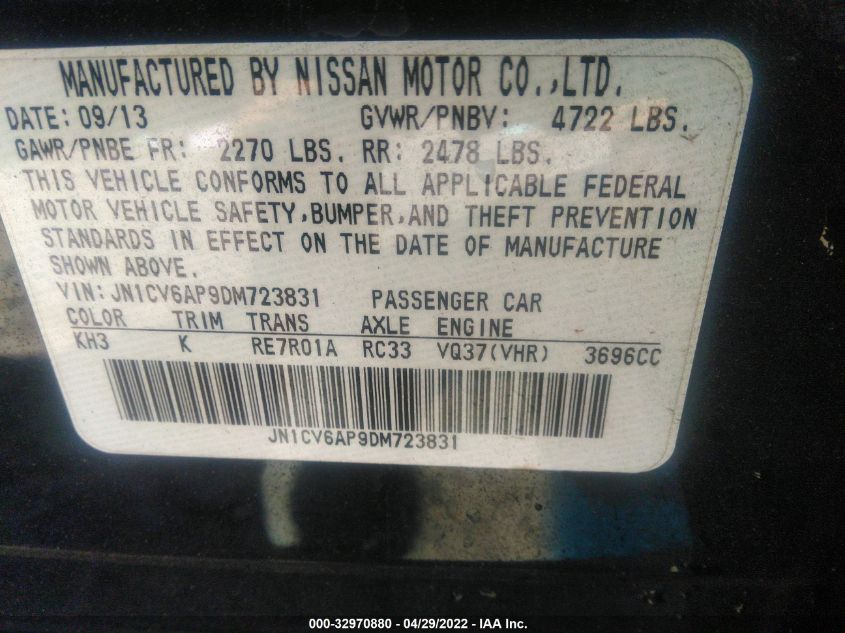 MANUFACTURED BY NISSAN MOTOR CO.,LTD.
DATE: 09/13 GVWR/PNBV: 4722 LBS.
GAWR/PNBE FR: 2270 LBS. RR: 2478 LBS.
THIS VEHICLE CONFORMS TO ALL APPLICABLE FEDERAL
MOTOR VEHICLE SAFETY,BUMPER,AND THEFT PREVENTION
STANDARDS IN EFFECT ON THE DATE OF MANUFACTURE
SHOWN ABOVE.
VIN: JN1CV6AP9DM723831 PASSENGER CAR
COLOR TRIM TRANS AXLE ENGINE
KH3 K RE7R01A RC33 VQ37(VHR) 3696CC
JN1CV6AP9DM723831
000-32970880 - 04/29/2022 - IAA Inc.